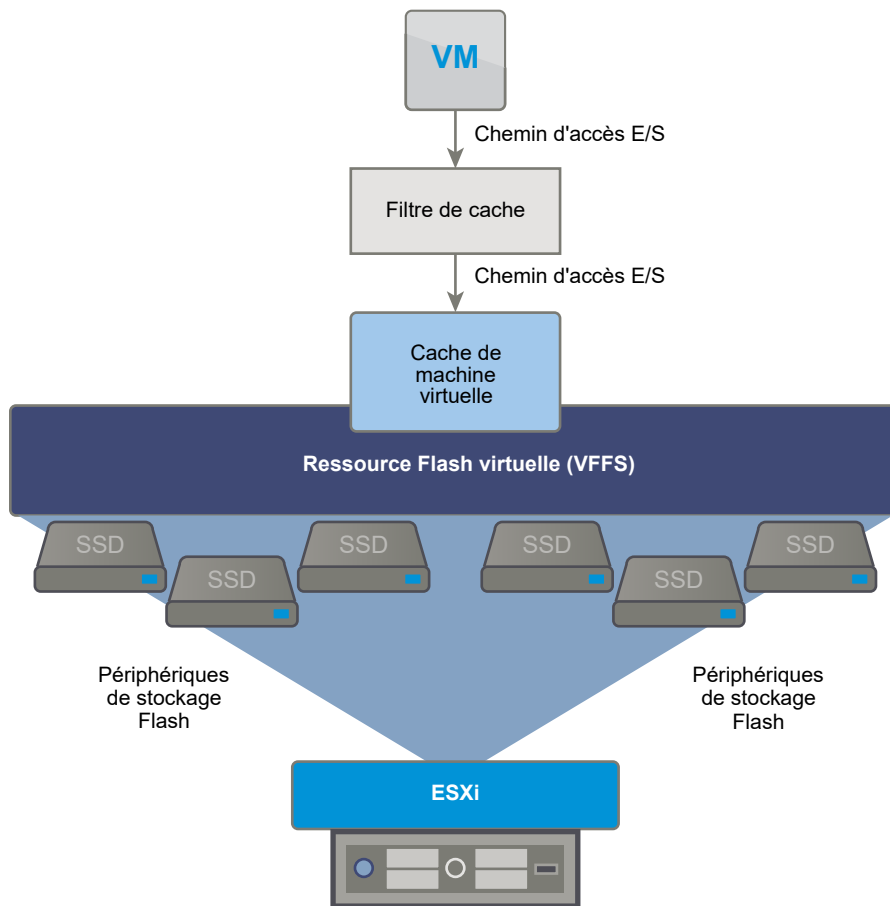 VM
Chemin d'accès E/S
Filtre de cache
Chemin d'accès E/S
Cache de
machine
virtuelle
Ressource Flash virtuelle (VFFS)
SSD
SSD
SSD
SSD
SSD
SSD
Périphériques
de stockage
Flash
Périphériques
de stockage
Flash
ESXi